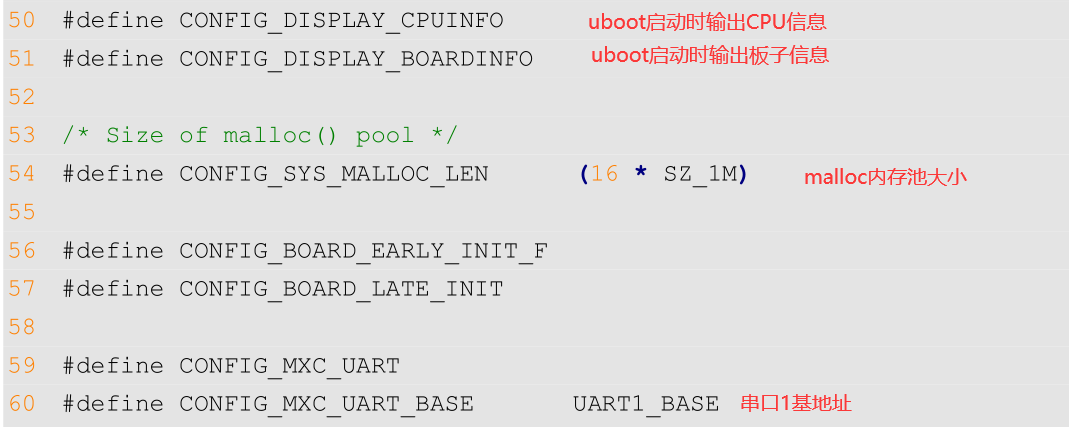 50 #define CONFIG_DISPLAY_CPUINFO uboot启动时输出CPU信息
51 #define CONFIG_DISPLAY_BOARDINFO uboot启动时输出板子信息
52
53 /* Size of malloc() pool */
54 #define CONFIG_SYS_MALLOC_LEN (16 * SZ_1M) malloc内存池大小
55
56 #define CONFIG_BOARD_EARLY_INIT_F
57 #define CONFIG_BOARD_LATE_INIT
58
59 #define CONFIG_MXC_UART
60 #define CONFIG_MXC_UART_BASE UART1_BASE 串口1基地址